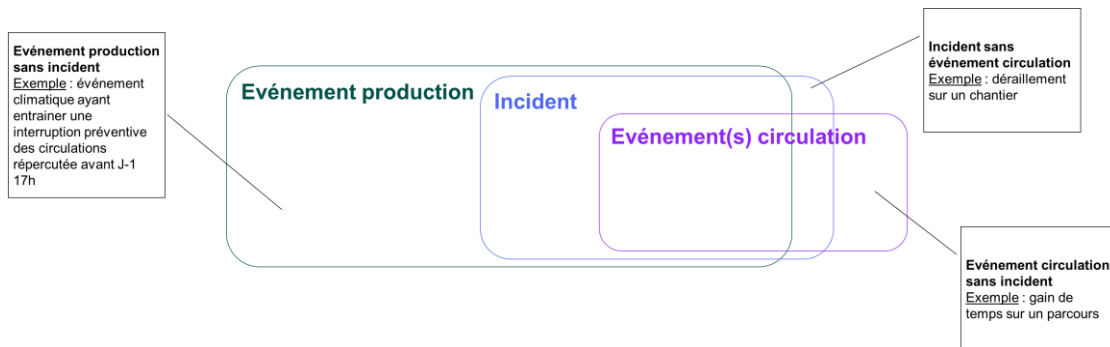 Evénement production
sans incident
Exemple : événement
climatique ayant
entrainer une
interruption préventive
des circulations
répercutée avant J-1
17h
Evénement production
Incident
Evénement(s) circulation
Incident sans
événement circulation
Exemple : déraillement
sur un chantier
Evénement circulation
sans incident
Exemple : gain de
temps sur un parcours